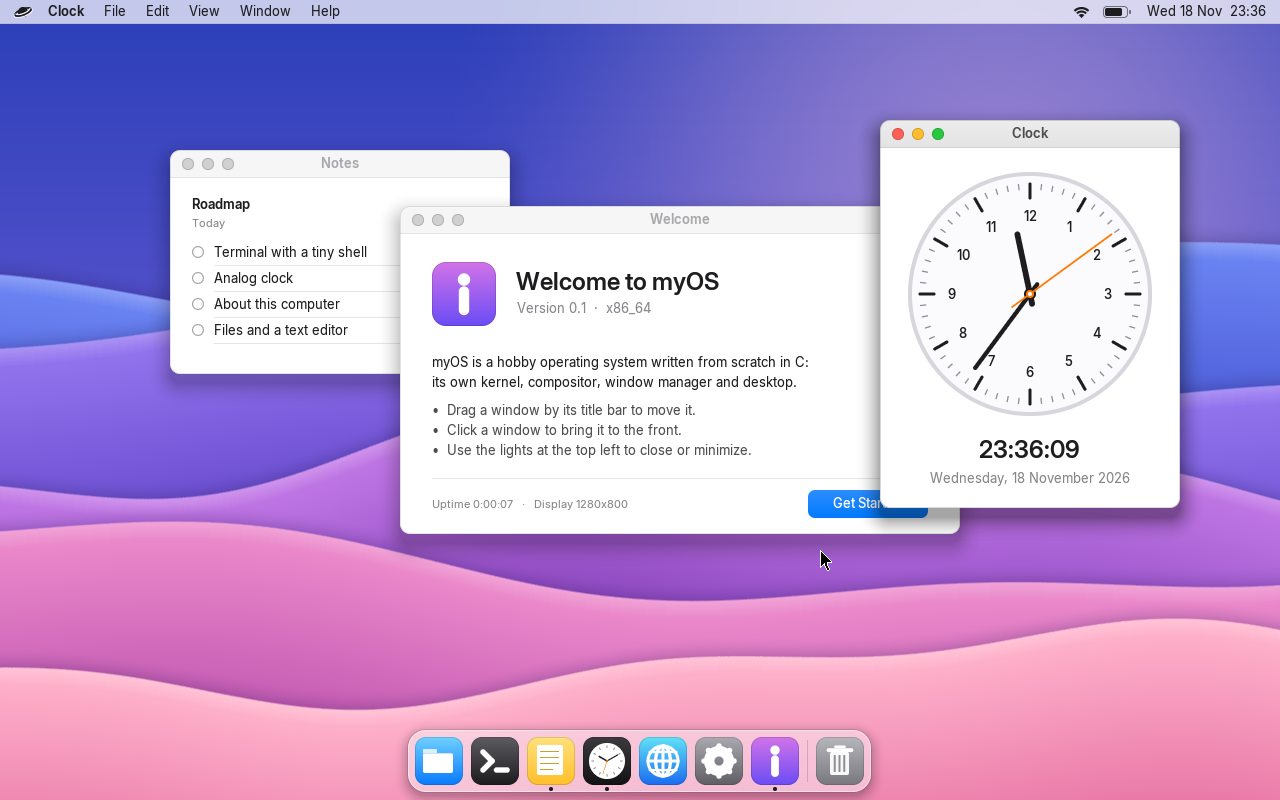 Clock File Edit View Window Help Wed 18 Nov 23:36
Notes
Roadmap
Today
Terminal with a tiny shell
Analog clock
About this computer
Files and a text editor
Welcome
Welcome to myOS
Version 0.1 · x86_64
myOS is a hobby operating system written from scratch in C:
its own kernel, compositor, window manager and desktop.
• Drag a window by its title bar to move it.
• Click a window to bring it to the front.
• Use the lights at the top left to close or minimize.
Uptime 0:00:07 · Display 1280x800
Get Star
Clock
12
1
2
3
4
5
6
7
8
9
10
11
23:36:09
Wednesday, 18 November 2026